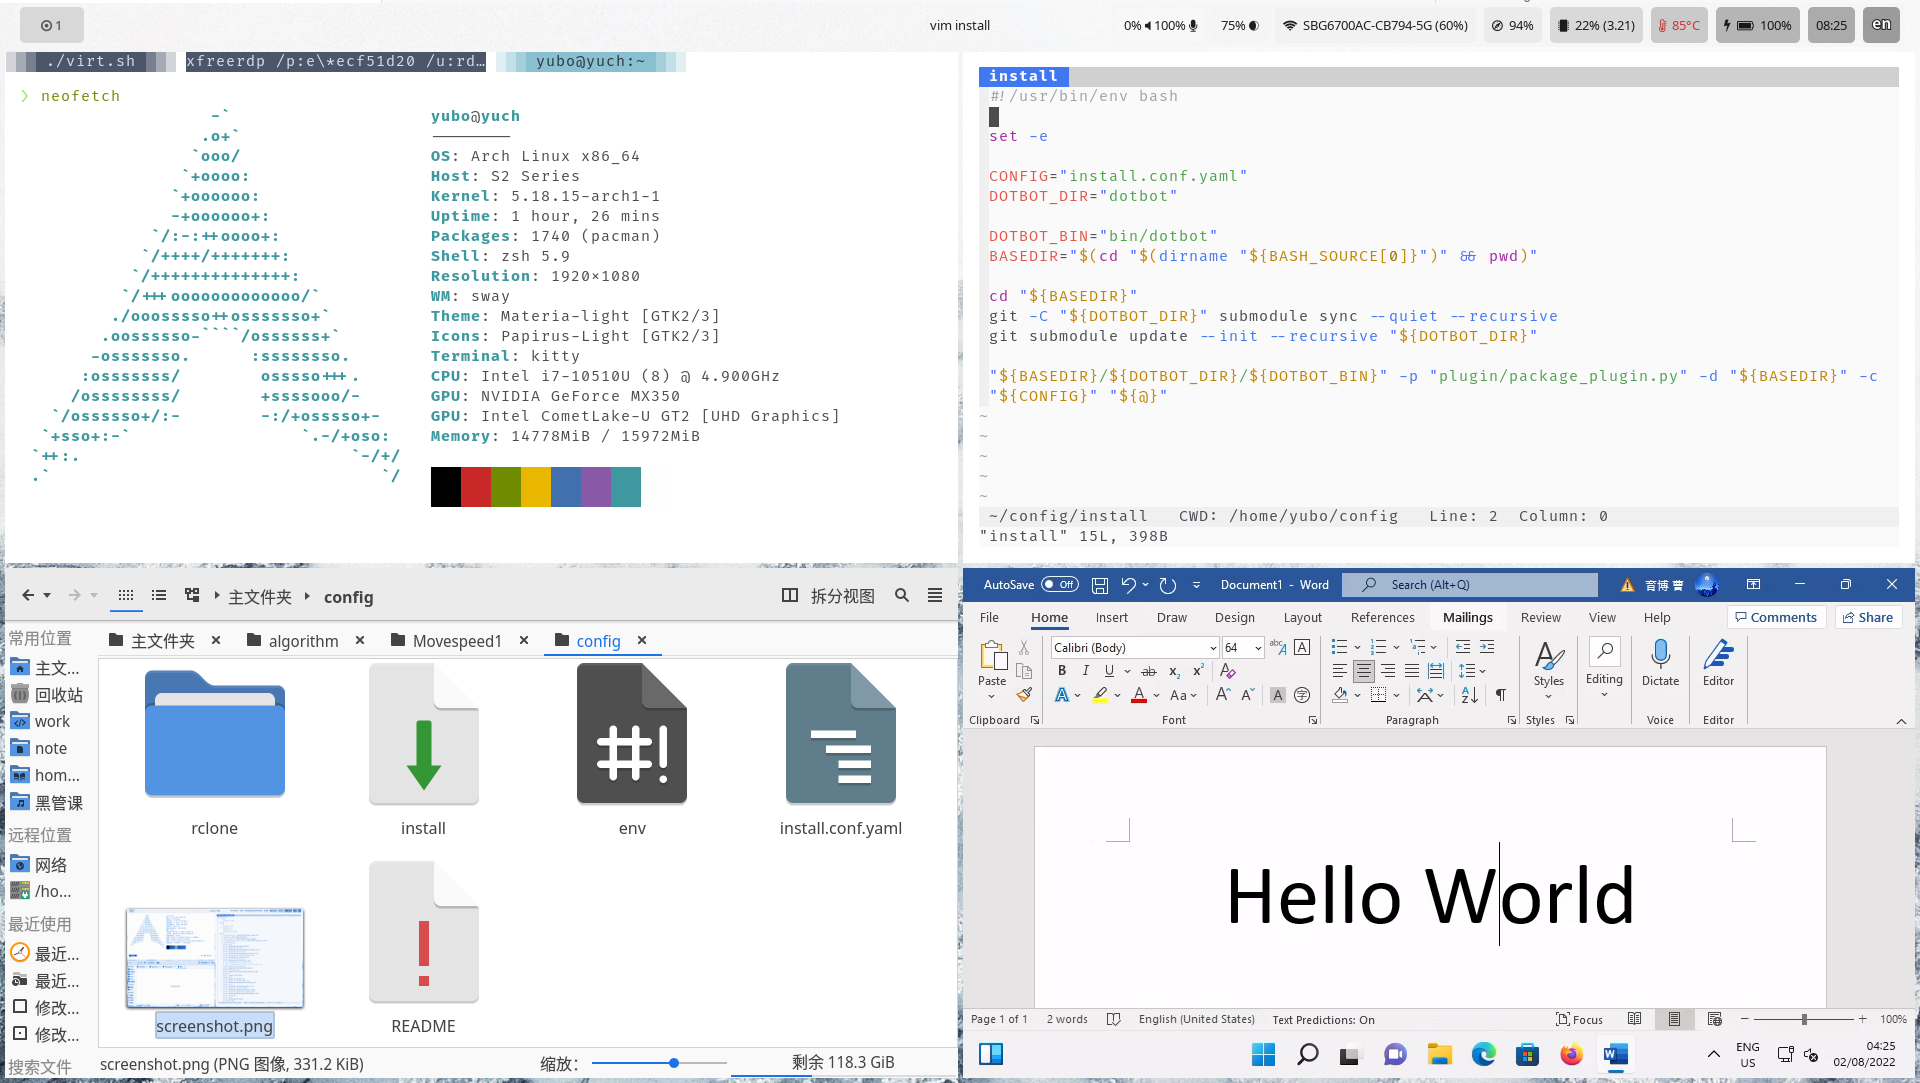 1
vim install
0% 100%
75%
SBG6700AC-CB794-5G (60%)
94%
22% (3.21)
85°C
100%
08:25
en
./virt.sh
xfreerdp /p:e\*ecf51d20 /u:rd…
yubo@yuch:~
❯ neofetch
yubo@yuch
---------
OS: Arch Linux x86_64
Host: S2 Series
Kernel: 5.18.15-arch1-1
Uptime: 1 hour, 26 mins
Packages: 1740 (pacman)
Shell: zsh 5.9
Resolution: 1920×1080
WM: sway
Theme: Materia-light [GTK2/3]
Icons: Papirus-Light [GTK2/3]
Terminal: kitty
CPU: Intel i7-10510U (8) @ 4.900GHz
GPU: NVIDIA GeForce MX350
GPU: Intel CometLake-U GT2 [UHD Graphics]
Memory: 14778MiB / 15972MiB
install
#!/usr/bin/env bash
set -e
CONFIG="install.conf.yaml"
DOTBOT_DIR="dotbot"
DOTBOT_BIN="bin/dotbot"
BASEDIR="$(cd "$(dirname "${BASH_SOURCE[0]}")" && pwd)"
cd "${BASEDIR}"
git -C "${DOTBOT_DIR}" submodule sync --quiet --recursive
git submodule update --init --recursive "${DOTBOT_DIR}"
"${BASEDIR}/${DOTBOT_DIR}/${DOTBOT_BIN}" -p "plugin/package_plugin.py" -d "${BASEDIR}" -c
"${CONFIG}" "${@}"
~
~
~
~
~
~/config/install CWD: /home/yubo/config Line: 2 Column: 0
"install" 15L, 398B
主文件夹 config
拆分视图
常用位置
主文...
回收站
work
note
hom...
黑管课
远程位置
网络
/ho...
最近使用
最近...
最近...
修改...
修改...
搜索文件
主文件夹
algorithm
Movespeed1
config
rclone
install
env
install.conf.yaml
screenshot.png
README
screenshot.png (PNG 图像, 331.2 KiB)
缩放：
剩余 118.3 GiB
AutoSave Off
Document1 - Word
Search (Alt+Q)
育博 曹
File Home Insert Draw Design Layout References Mailings Review View Help
Comments
Share
Paste
Calibri (Body)
64
Styles
Editing
Dictate
Editor
Clipboard
Font
Paragraph
Styles
Voice
Editor
Hello World
Page 1 of 1
2 words
English (United States)
Text Predictions: On
Focus
100%
ENG
US
04:25
02/08/2022